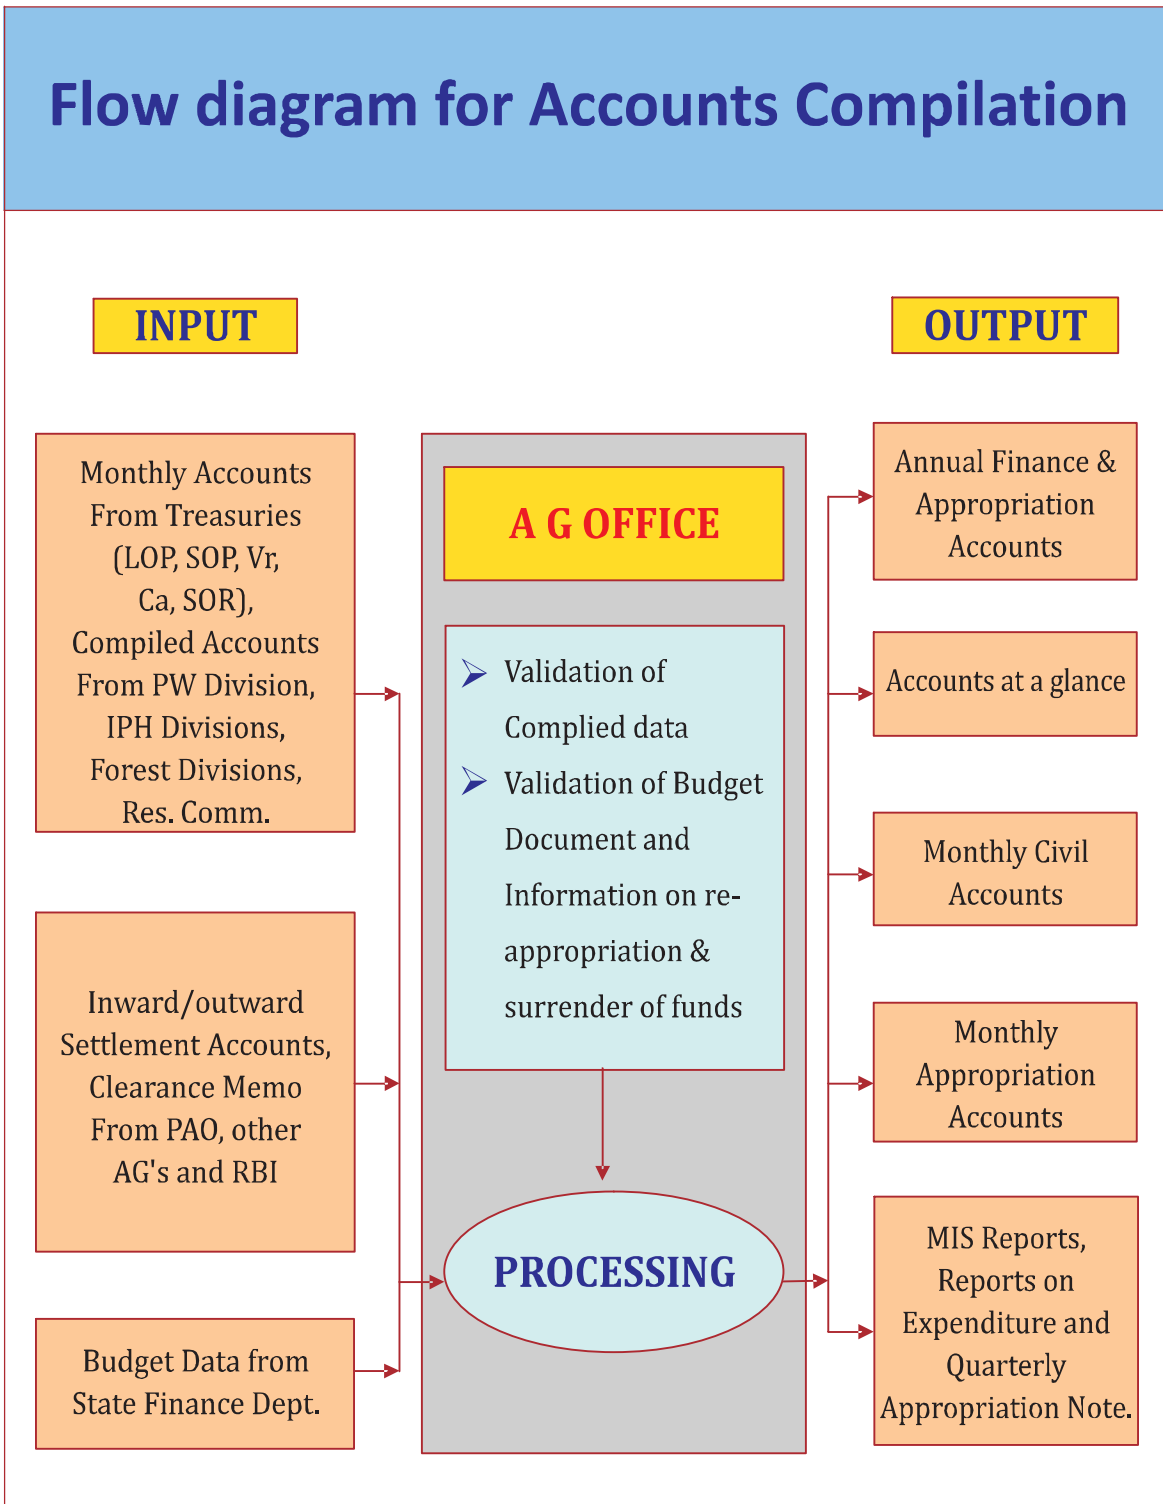 Flow diagram for Accounts Compilation
INPUT
Monthly Accounts
From Treasuries
(LOP, SOP, Vr,
Ca, SOR),
Compiled Accounts
From PW Division,
IPH Divisions,
Forest Divisions,
Res. Comm.
Inward/outward
Settlement Accounts,
Clearance Memo
From PAO, other
AG's and RBI
Budget Data from
State Finance Dept.
A G OFFICE
Validation of
Complied data
Validation of Budget
Document and
Information on re-
appropriation &
surrender of funds
PROCESSING
OUTPUT
Annual Finance &
Appropriation
Accounts
Accounts at a glance
Monthly Civil
Accounts
Monthly
Appropriation
Accounts
MIS Reports,
Reports on
Expenditure and
Quarterly
Appropriation Note.